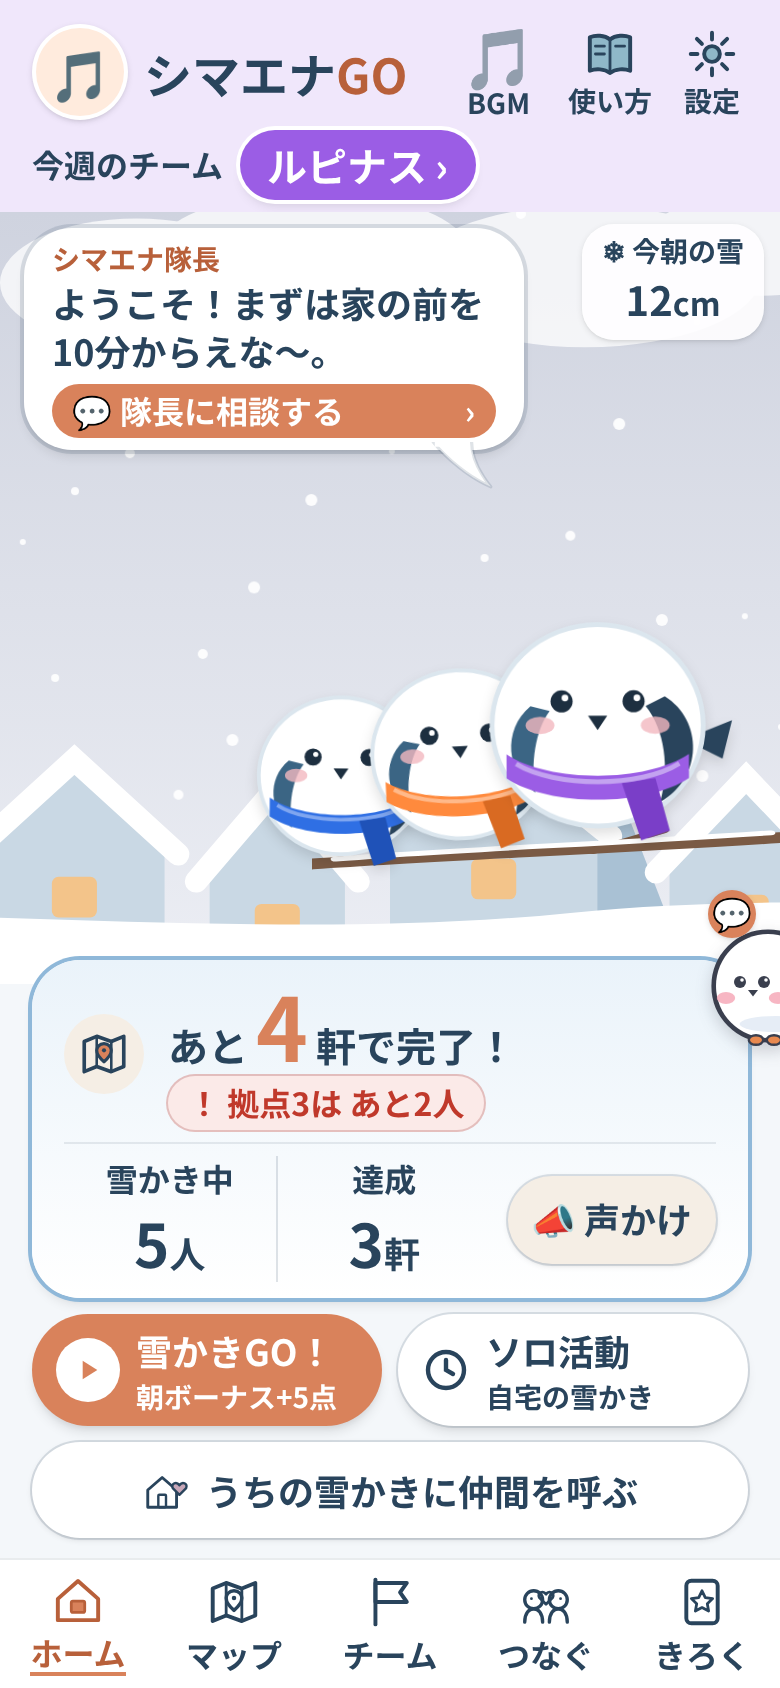 シマエナGO
BGM
使い方
設定
今週のチーム
ルピナス ›
シマエナ隊長
ようこそ！まずは家の前を
10分からえな〜。
隊長に相談する ›
今朝の雪
12cm
あと 4 軒で完了！
！ 拠点3は あと2人
雪かき中
5人
達成
3軒
声かけ
雪かきGO！
朝ボーナス+5点
ソロ活動
自宅の雪かき
うちの雪かきに仲間を呼ぶ
ホーム
マップ
チーム
つなぐ
きろく